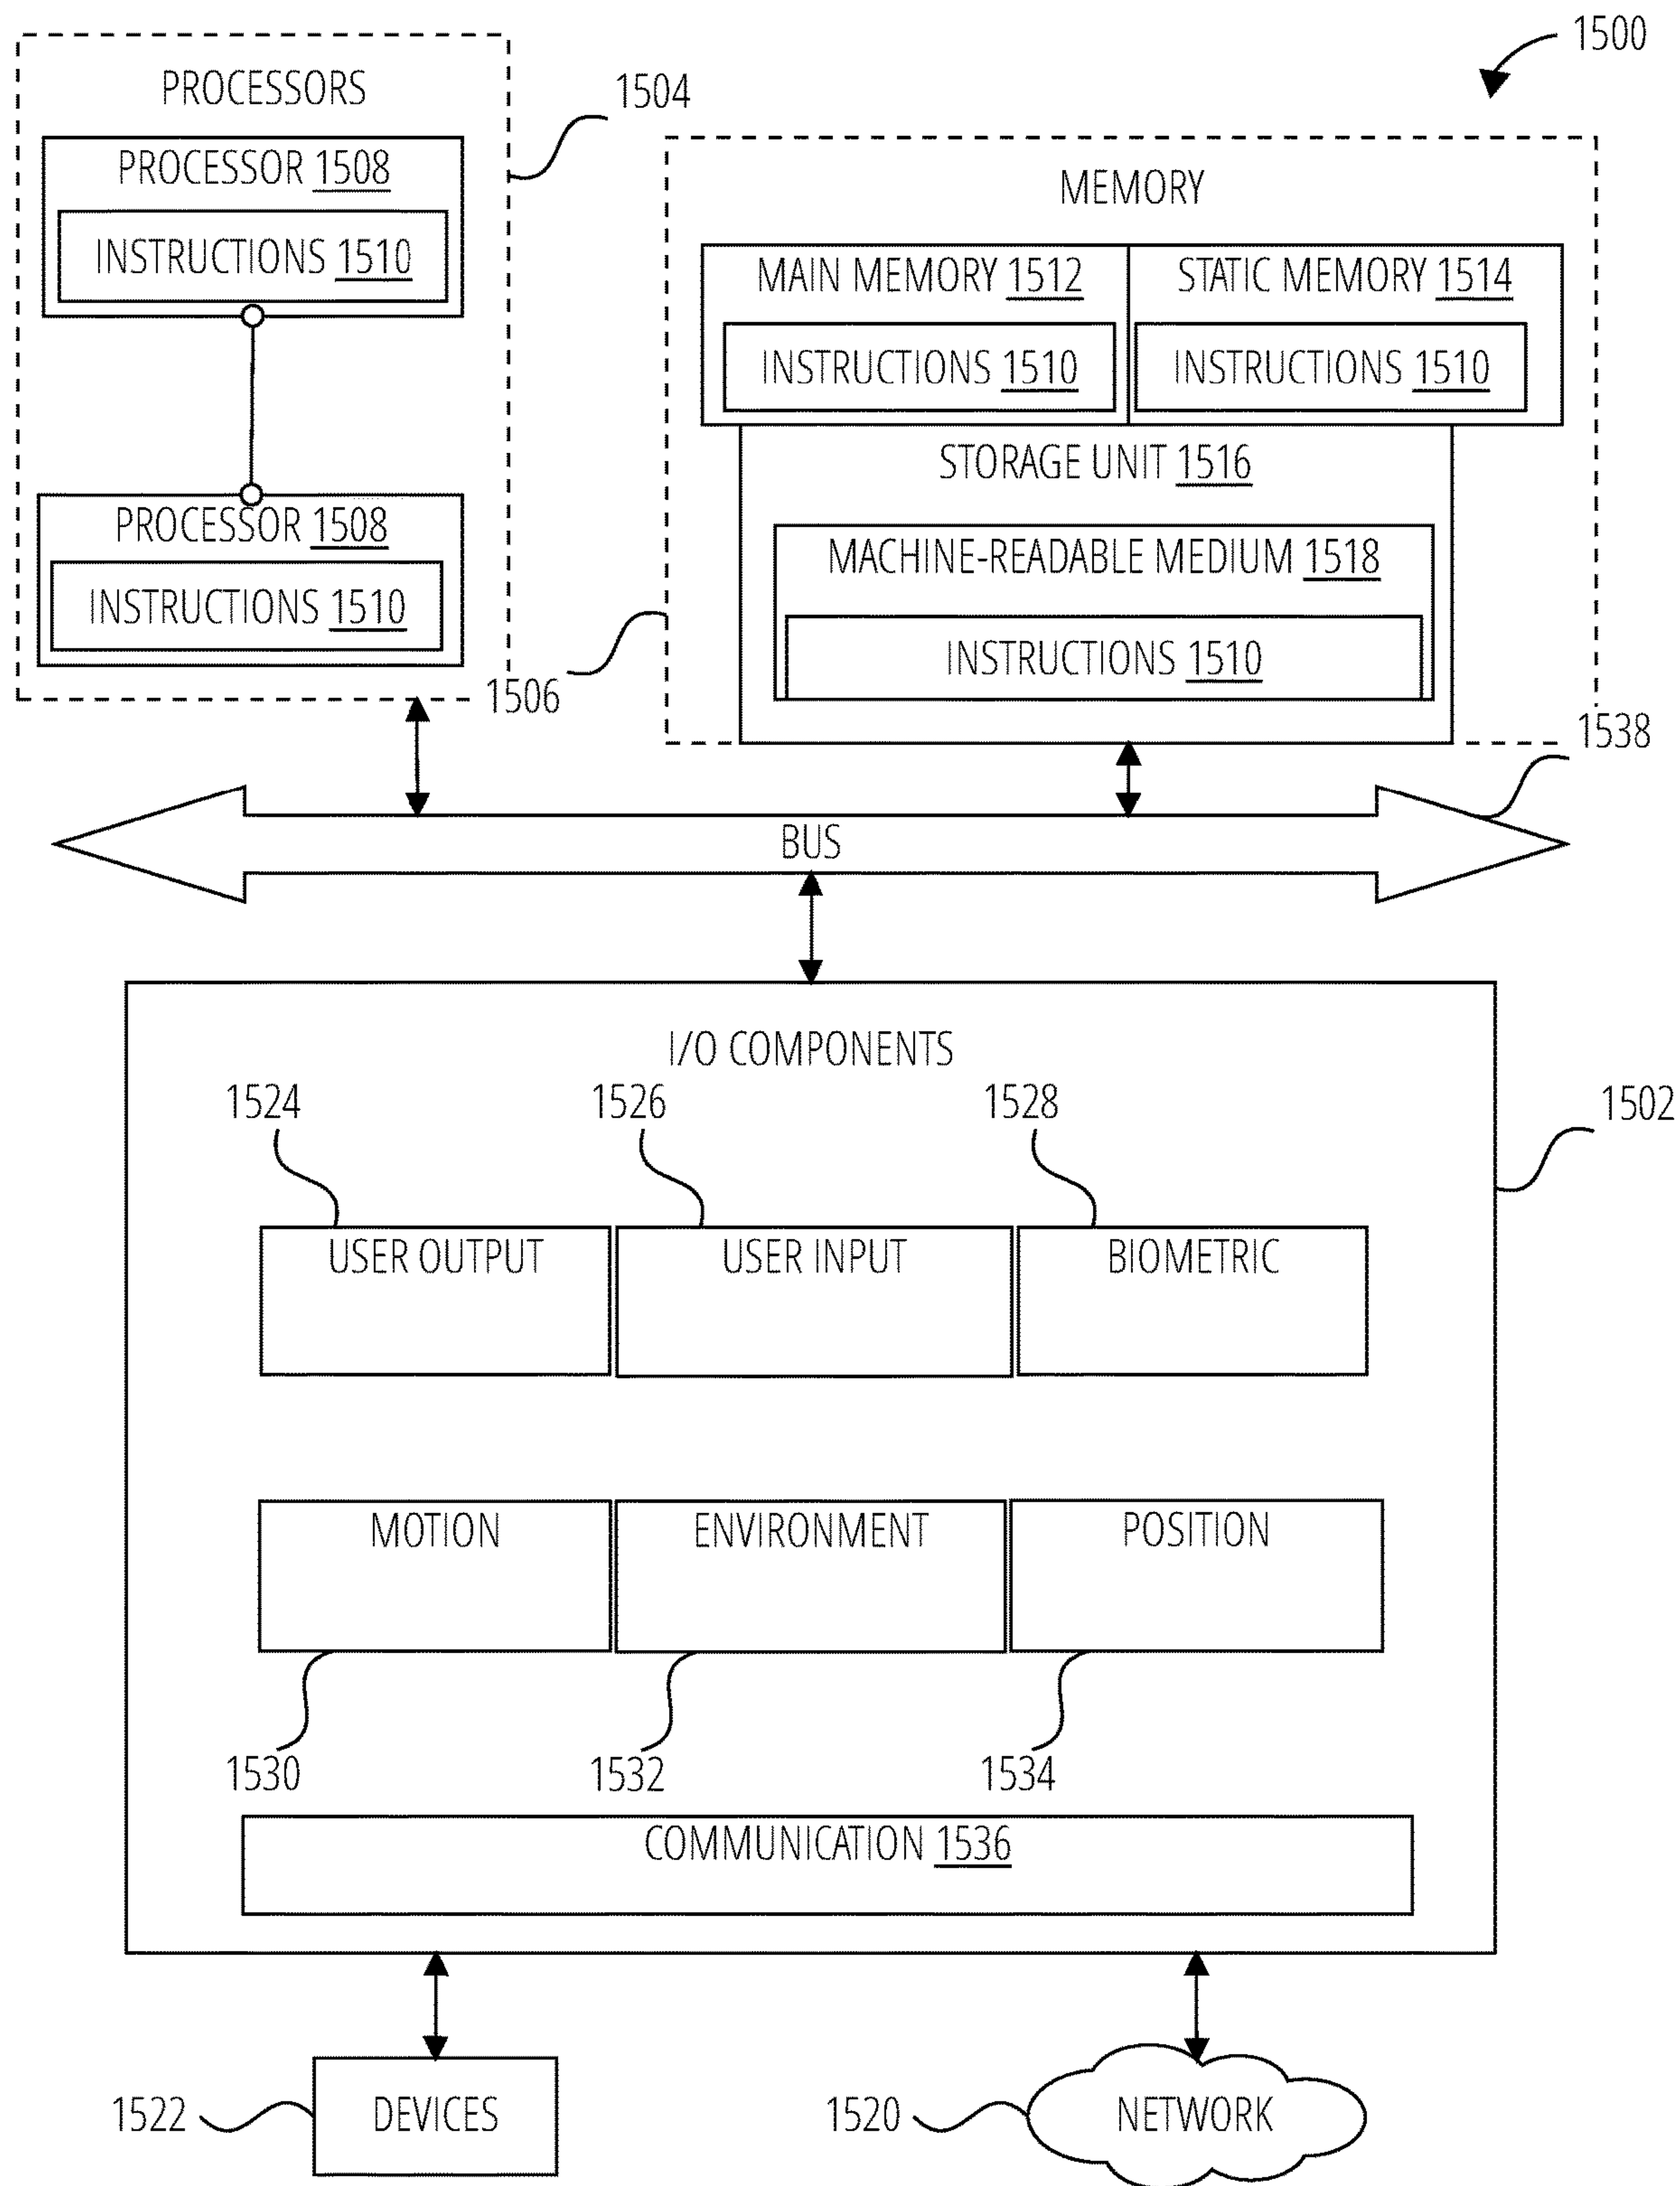 1500
PROCESSORS
1504
PROCESSOR 1508
INSTRUCTIONS 1510
PROCESSOR 1508
INSTRUCTIONS 1510
MEMORY
MAIN MEMORY 1512
INSTRUCTIONS 1510
STATIC MEMORY 1514
INSTRUCTIONS 1510
STORAGE UNIT 1516
MACHINE-READABLE MEDIUM 1518
INSTRUCTIONS 1510
1506
1538
BUS
I/O COMPONENTS
1502
1524
1526
1528
USER OUTPUT
USER INPUT
BIOMETRIC
MOTION
ENVIRONMENT
POSITION
1530
1532
1534
COMMUNICATION 1536
1522
DEVICES
1520
NETWORK